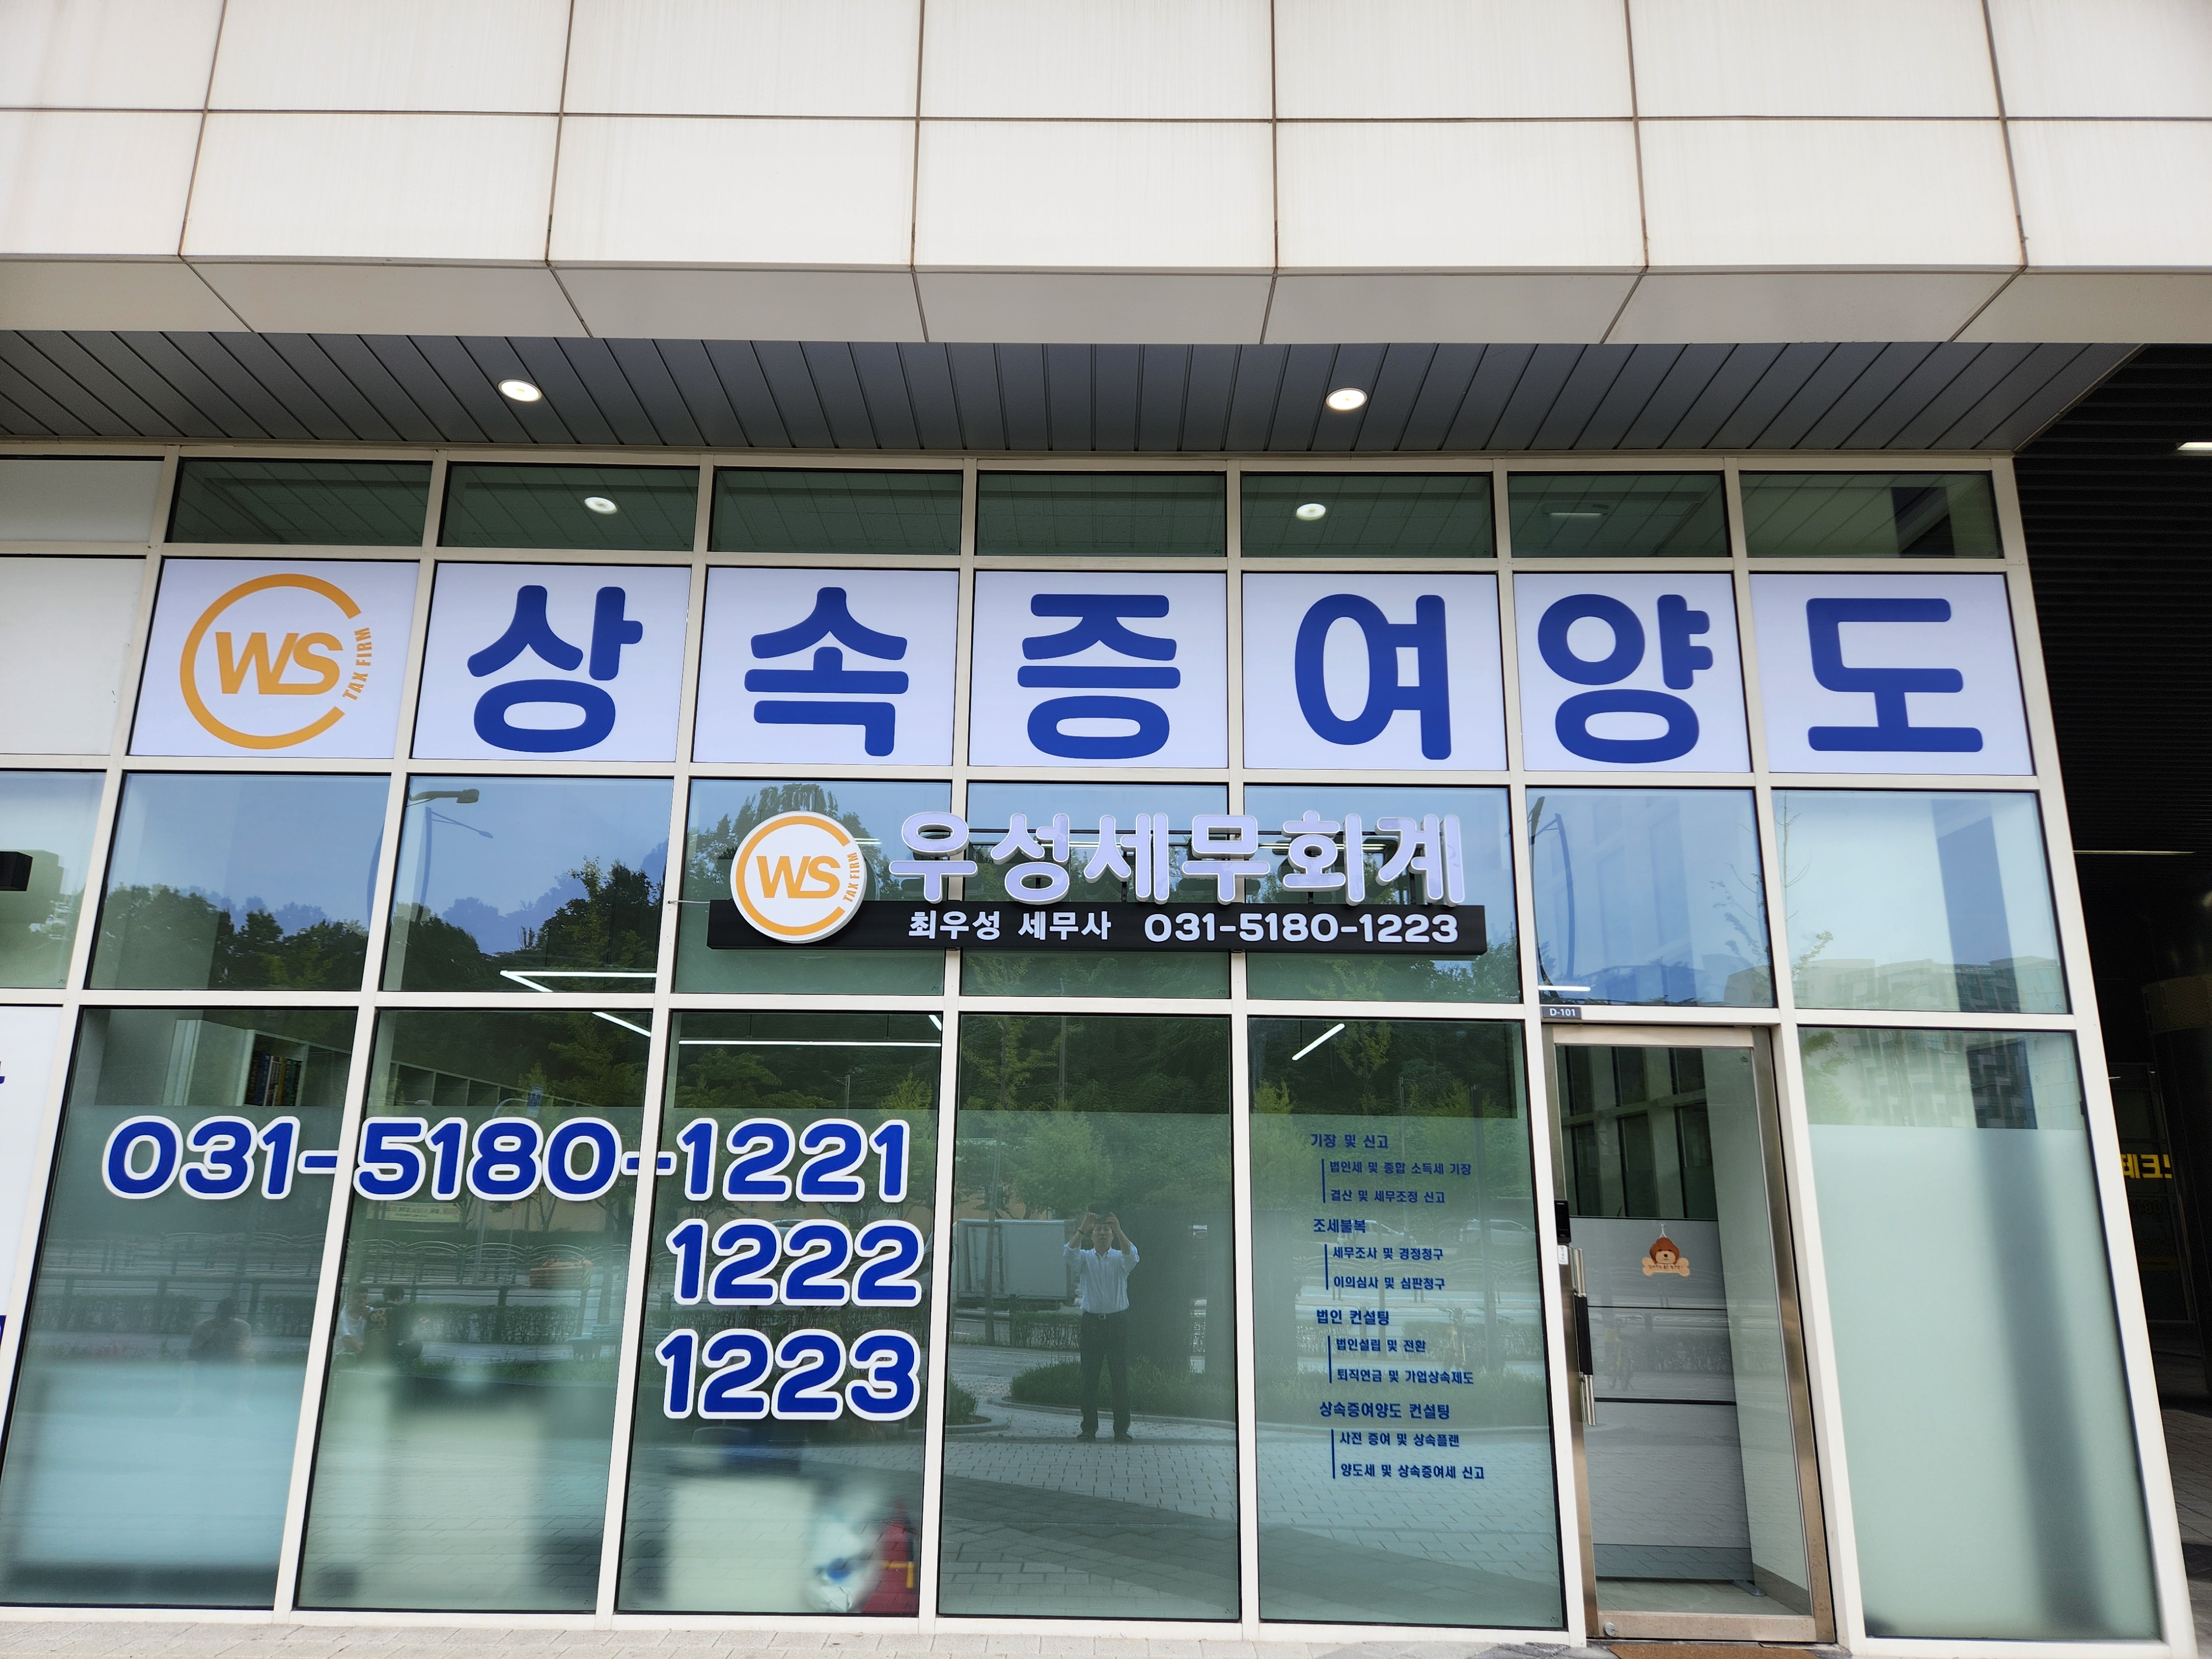 WS TAX FIRM
상속증여양도
WS TAX FIRM
우성세무회계
최우성 세무사 031-5180-1223
D-101
031-5180-1221
1222
1223
기장 및 신고
법인세 및 종합 소득세 기장
결산 및 세무조정 신고
조세불복
세무조사 및 경정청구
이의심사 및 심판청구
법인 컨설팅
법인설립 및 전환
퇴직연금 및 가업상속제도
상속증여양도 컨설팅
사전 증여 및 상속플랜
양도세 및 상속증여세 신고